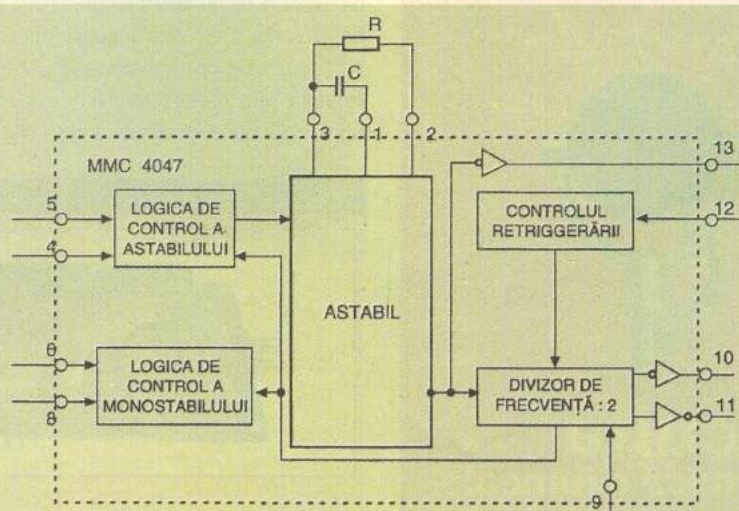 R
C
3
1
2
13
MMC 4047
5
LOGICA DE
CONTROL A
ASTABILULUI
4
CONTROLUL
RETRIGGERĂRII
12
ASTABIL
6
LOGICA DE
CONTROL A
MONOSTABILULUI
8
DIVIZOR DE
FRECVENȚĂ : 2
10
11
9